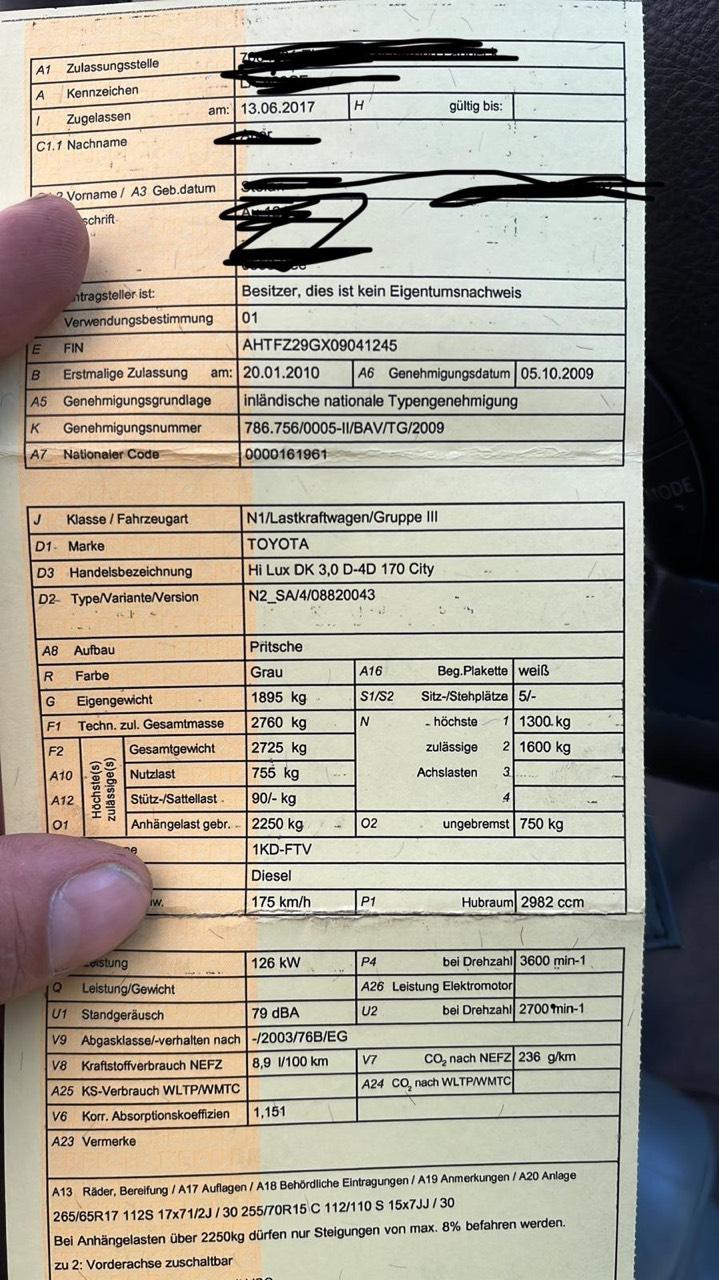 A1 Zulassungsstelle
A Kennzeichen
I Zugelassen am: 13.06.2017 H gültig bis:
C1.1 Nachname
Vorname / A3 Geb.datum
schrift
ntragsteller ist: Besitzer, dies ist kein Eigentumsnachweis
Verwendungsbestimmung 01
E FIN AHTFZ29GX09041245
B Erstmalige Zulassung am: 20.01.2010 A6 Genehmigungsdatum 05.10.2009
A5 Genehmigungsgrundlage inländische nationale Typengenehmigung
K Genehmigungsnummer 786.756/0005-II/BAV/TG/2009
A7 Nationaler Code 0000161961
J Klasse / Fahrzeugart N1/Lastkraftwagen/Gruppe III
D1 Marke TOYOTA
D3 Handelsbezeichnung Hi Lux DK 3,0 D-4D 170 City
D2 Type/Variante/Version N2_SA/4/08820043
A8 Aufbau Pritsche
R Farbe Grau A16 Beg.Plakette weiß
G Eigengewicht 1895 kg S1/S2 Sitz-/Stehplätze 5/-
F1 Techn. zul. Gesamtmasse 2760 kg N höchste 1 1300 kg
F2 Höchste(s) zulässige(s) Gesamtgewicht 2725 kg zulässige 2 1600 kg
A10 Nutzlast 755 kg Achslasten 3
A12 Stütz-/Sattellast 90/- kg 4
O1 Anhängelast gebr. 2250 kg O2 ungebremst 750 kg
1KD-FTV
Diesel
w. 175 km/h P1 Hubraum 2982 ccm
eistung 126 kW P4 bei Drehzahl 3600 min-1
Q Leistung/Gewicht A26 Leistung Elektromotor
U1 Standgeräusch 79 dBA U2 bei Drehzahl 2700 min-1
V9 Abgasklasse/-verhalten nach -/2003/76B/EG
V8 Kraftstoffverbrauch NEFZ 8,9 l/100 km V7 CO2 nach NEFZ 236 g/km
A25 KS-Verbrauch WLTP/WMTC A24 CO2 nach WLTP/WMTC
V6 Korr. Absorptionskoeffizien 1,151
A23 Vermerke
A13 Räder, Bereifung / A17 Auflagen / A18 Behördliche Eintragungen / A19 Anmerkungen / A20 Anlage
265/65R17 112S 17x71/2J / 30 255/70R15 C 112/110 S 15x7JJ / 30
Bei Anhängelasten über 2250kg dürfen nur Steigungen von max. 8% befahren werden.
zu 2: Vorderachse zuschaltbar
MODE